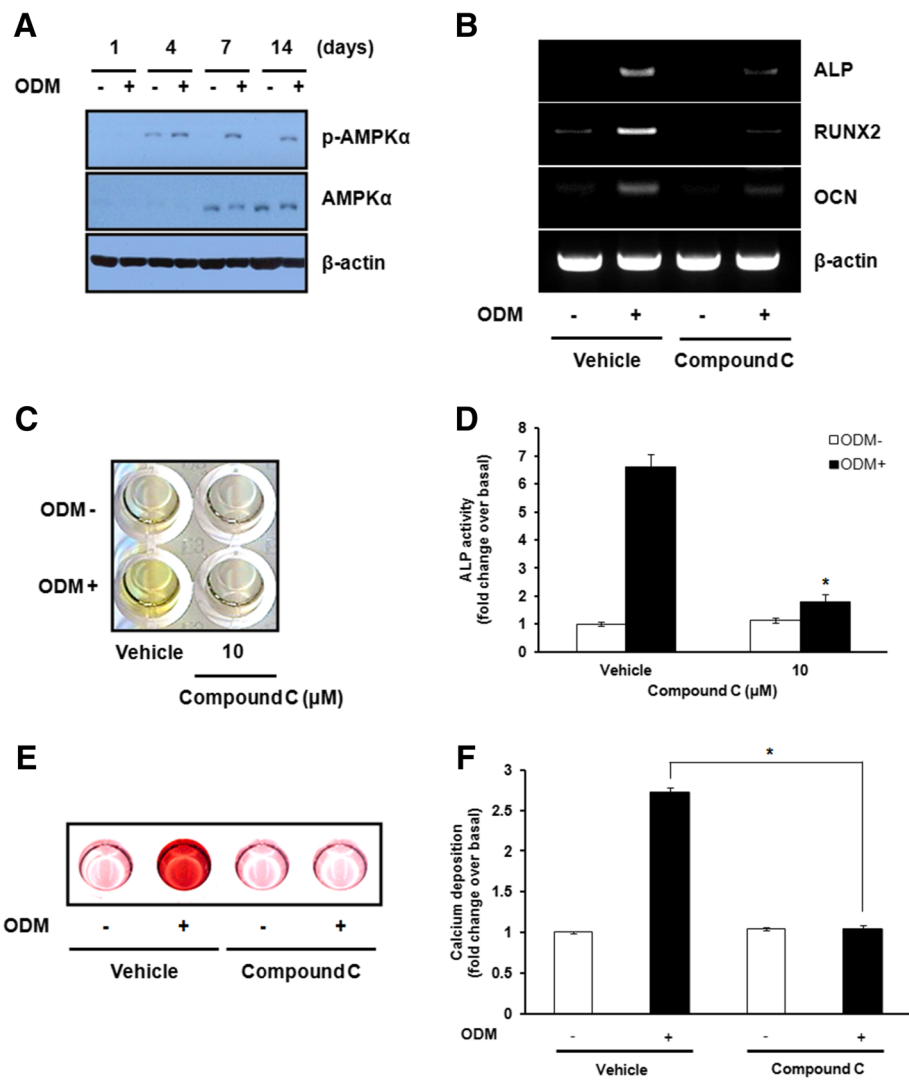 A
1 4 7 14 (days)
ODM - + - + - + - +
p-AMPKα
AMPKα
β-actin
B
ALP
RUNX2
OCN
β-actin
ODM - + - +
Vehicle Compound C
C
ODM -
ODM +
Vehicle 10
Compound C (μM)
D
8
7
6
5
4
3
2
1
0
ALP activity
(fold change over basal)
ODM-
ODM+
*
Vehicle 10
Compound C (μM)
E
ODM - + - +
Vehicle Compound C
F
3
2.5
2
1.5
1
0.5
0
Calcium deposition
(fold change over basal)
*
ODM - + - +
Vehicle Compound C